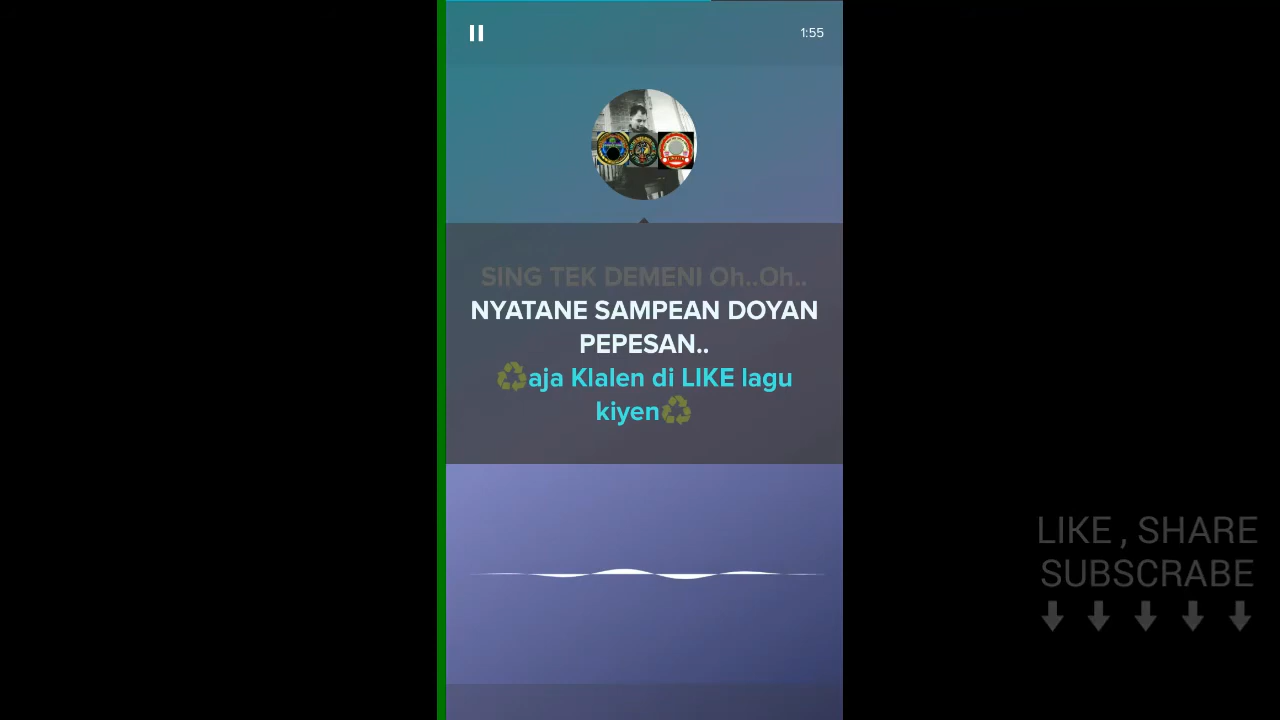 1:55
SING TEK DEMENI Oh..Oh..
NYATANE SAMPEAN DOYAN
PEPESAN..
♻aja Klalen di LIKE lagu
kiyen♻
LIKE , SHARE
SUBSCRABE